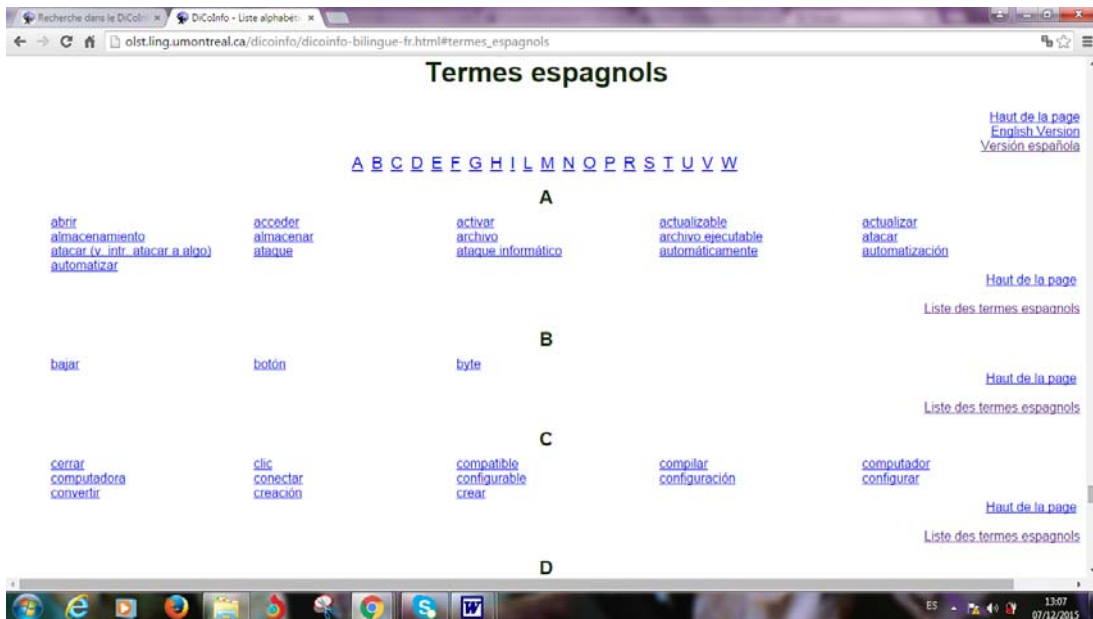 Recherche dans le DiCoIn × DiCoInfo - Liste alphabéti ×
olst.ling.umontreal.ca/dicoinfo/dicoinfo-bilingue-fr.html#termes_espagnols
Termes espagnols
Haut de la page
English Version
Versión española
A B C D E F G H I L M N O P R S T U V W
A
abrir acceder activar actualizable actualizar
almacenamiento almacenar archivo archivo ejecutable atacar
atacar (v. intr. atacar a algo) ataque ataque informático automáticamente automatización
automatizar
Haut de la page
Liste des termes espagnols
B
bajar botón byte
Haut de la page
Liste des termes espagnols
C
cerrar clic compatible compilar computador
computadora conectar configurable configuración configurar
convertir creación crear
Haut de la page
Liste des termes espagnols
D
ES 13:07
07/12/2015